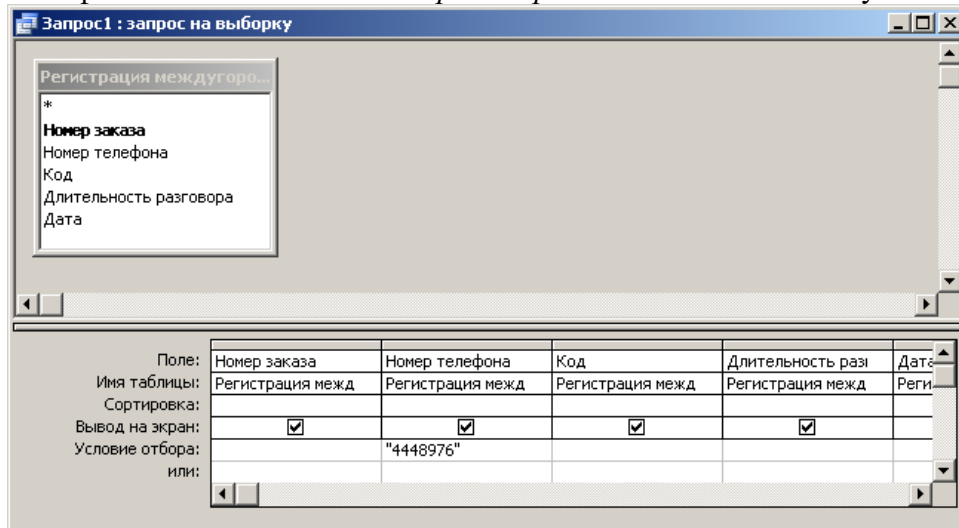 Запрос1 : запрос на выборку
Регистрация междугоро...
*
Номер заказа
Номер телефона
Код
Длительность разговора
Дата
Поле: Номер заказа Номер телефона Код Длительность разг Дата
Имя таблицы: Регистрация межд Регистрация межд Регистрация межд Регистрация межд Реги
Сортировка:
Вывод на экран:
Условие отбора: "4448976"
или: